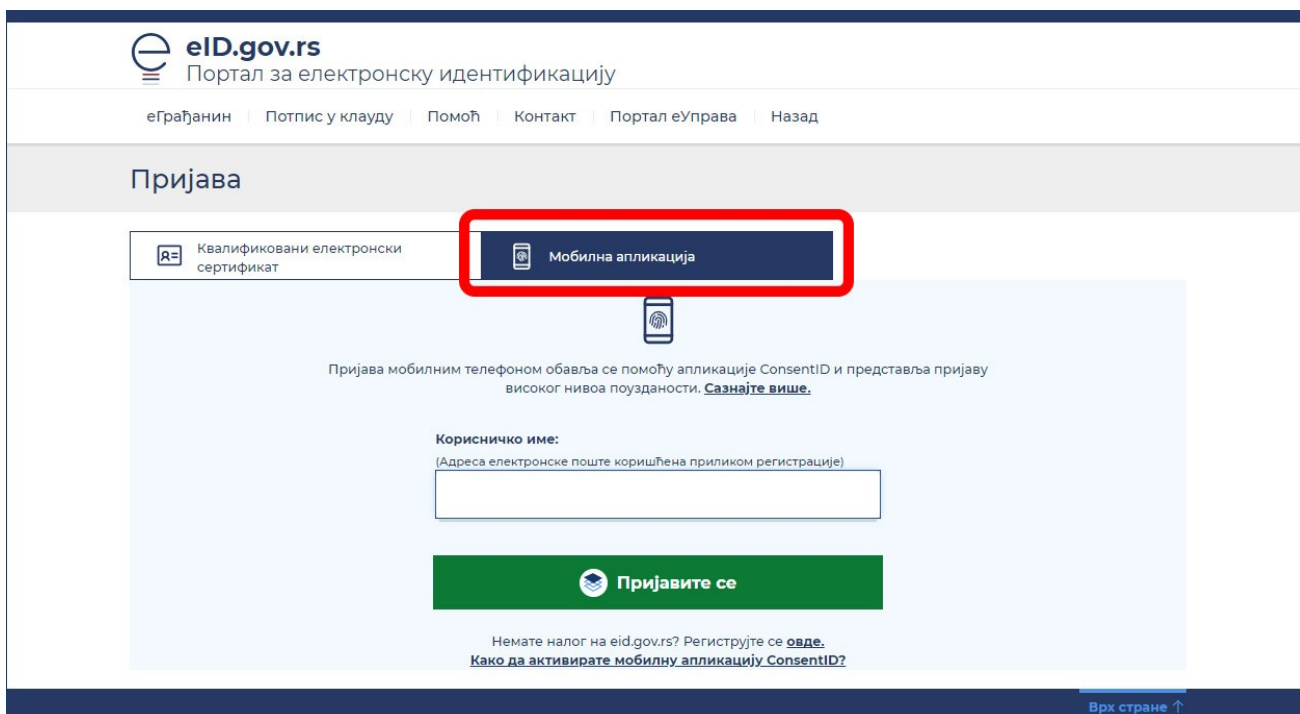 eID.gov.rs
Портал за електронску идентификацију
еГрађанин Потпис у клауду Помоћ Контакт Портал еУправа Назад
Пријава
Квалификовани електронски
сертификат
Мобилна апликација
Пријава мобилним телефоном обавља се помоћу апликације ConsentID и представља пријаву
високог нивоа поузданости. Сазнајте више.
Корисничко име:
(Адреса електронске поште коришћена приликом регистрације)
Пријавите се
Немате налог на eid.gov.rs? Региструјте се овде.
Како да активирате мобилну апликацију ConsentID?
Врх стране ↑